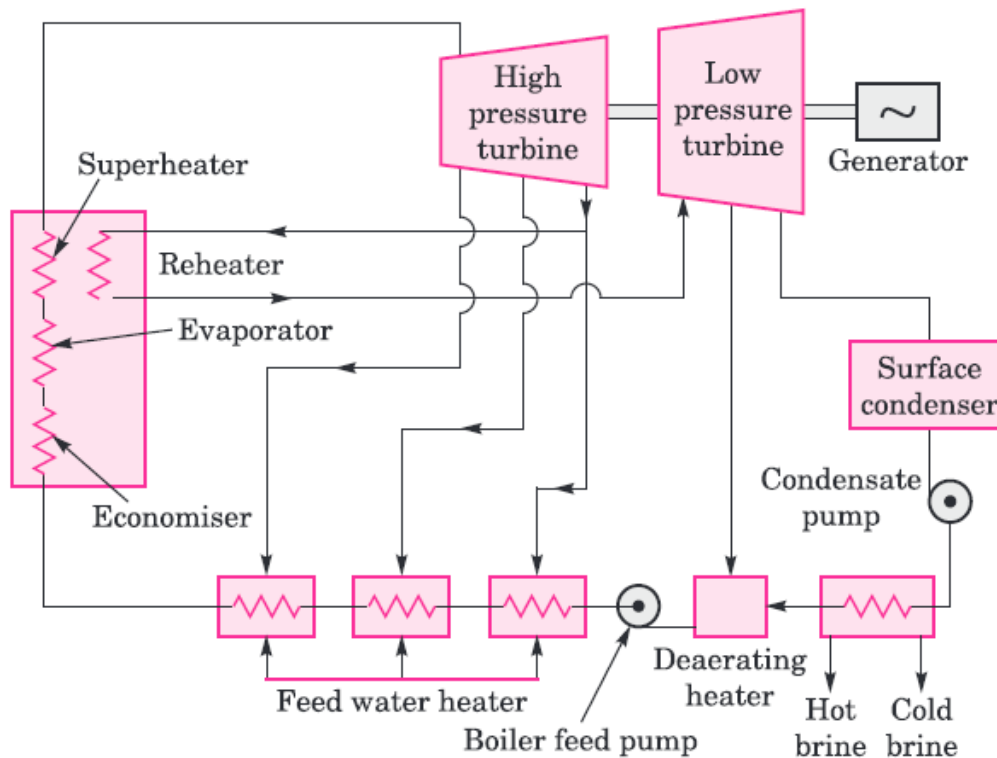 High
pressure
turbine
Low
pressure
turbine
~
Generator
Superheater
Reheater
Evaporator
Economiser
Surface
condenser
Condensate
pump
Feed water heater
Boiler feed pump
Deaerating
heater
Hot
brine
Cold
brine